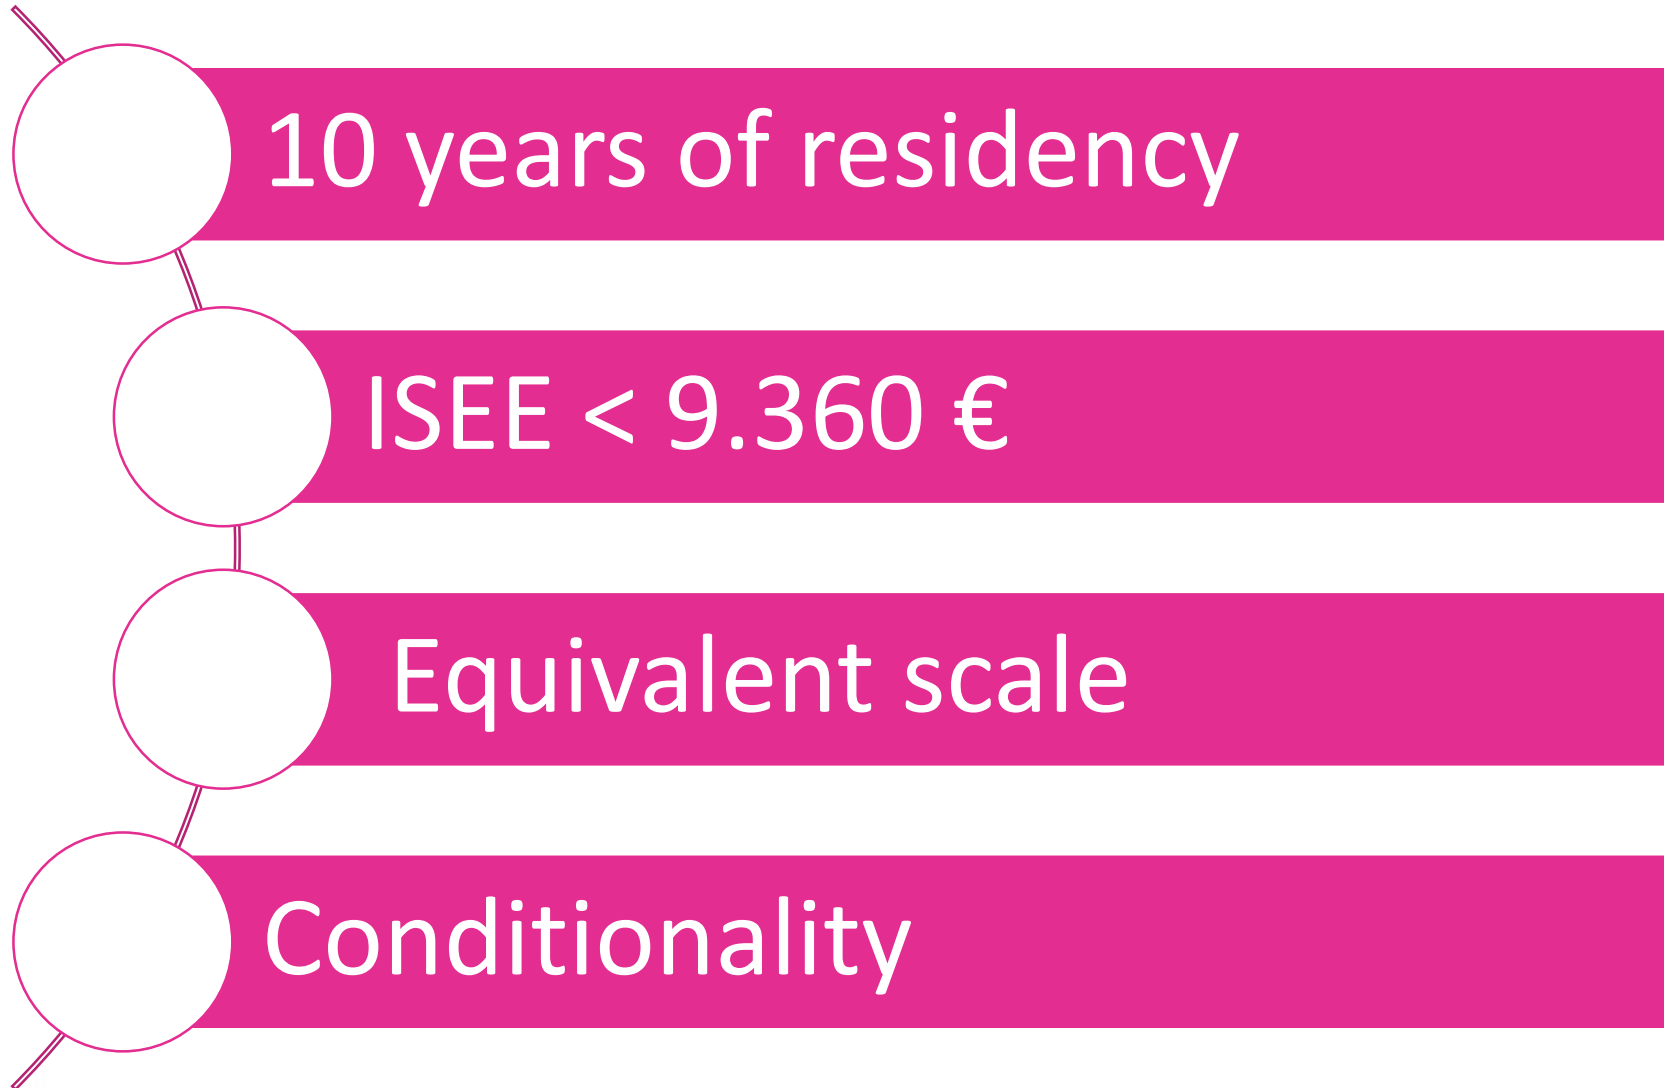 10 years of residency
ISEE < 9.360 €
Equivalent scale
Conditionality